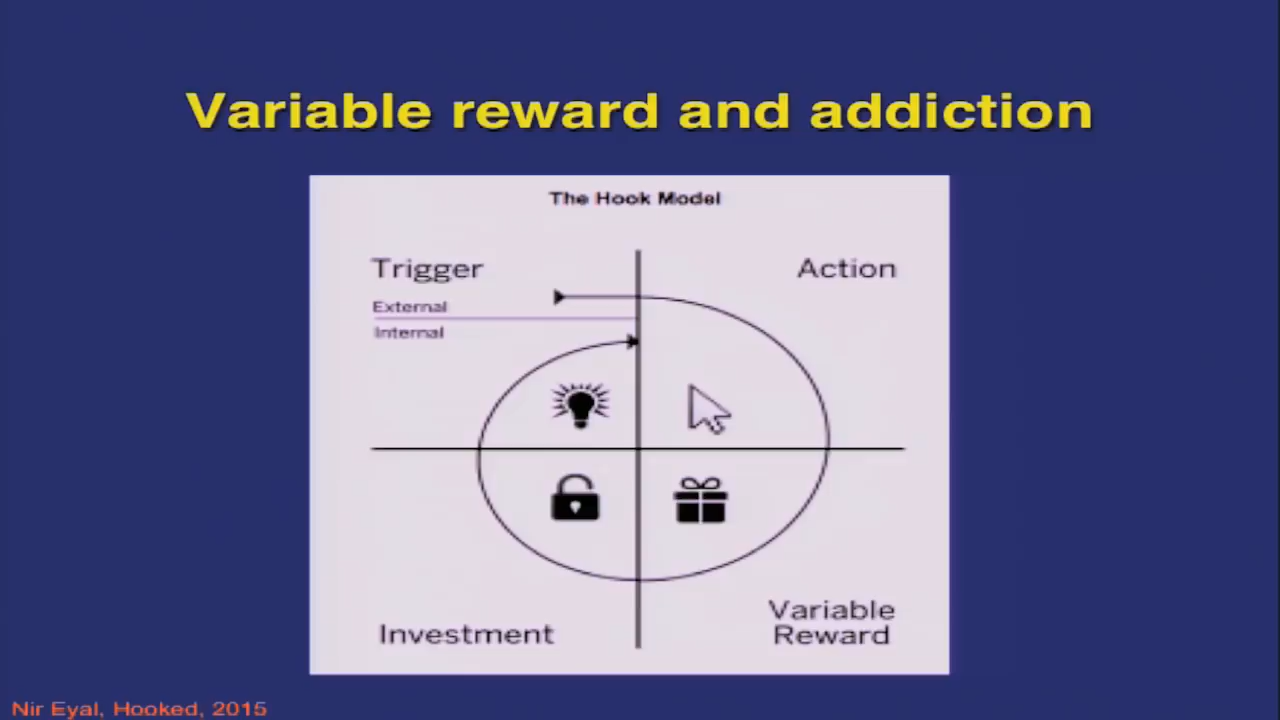 Variable reward and addiction
The Hook Model
Trigger
Action
External
Internal
Investment
Variable
Reward
Nir Eyal, Hooked, 2015